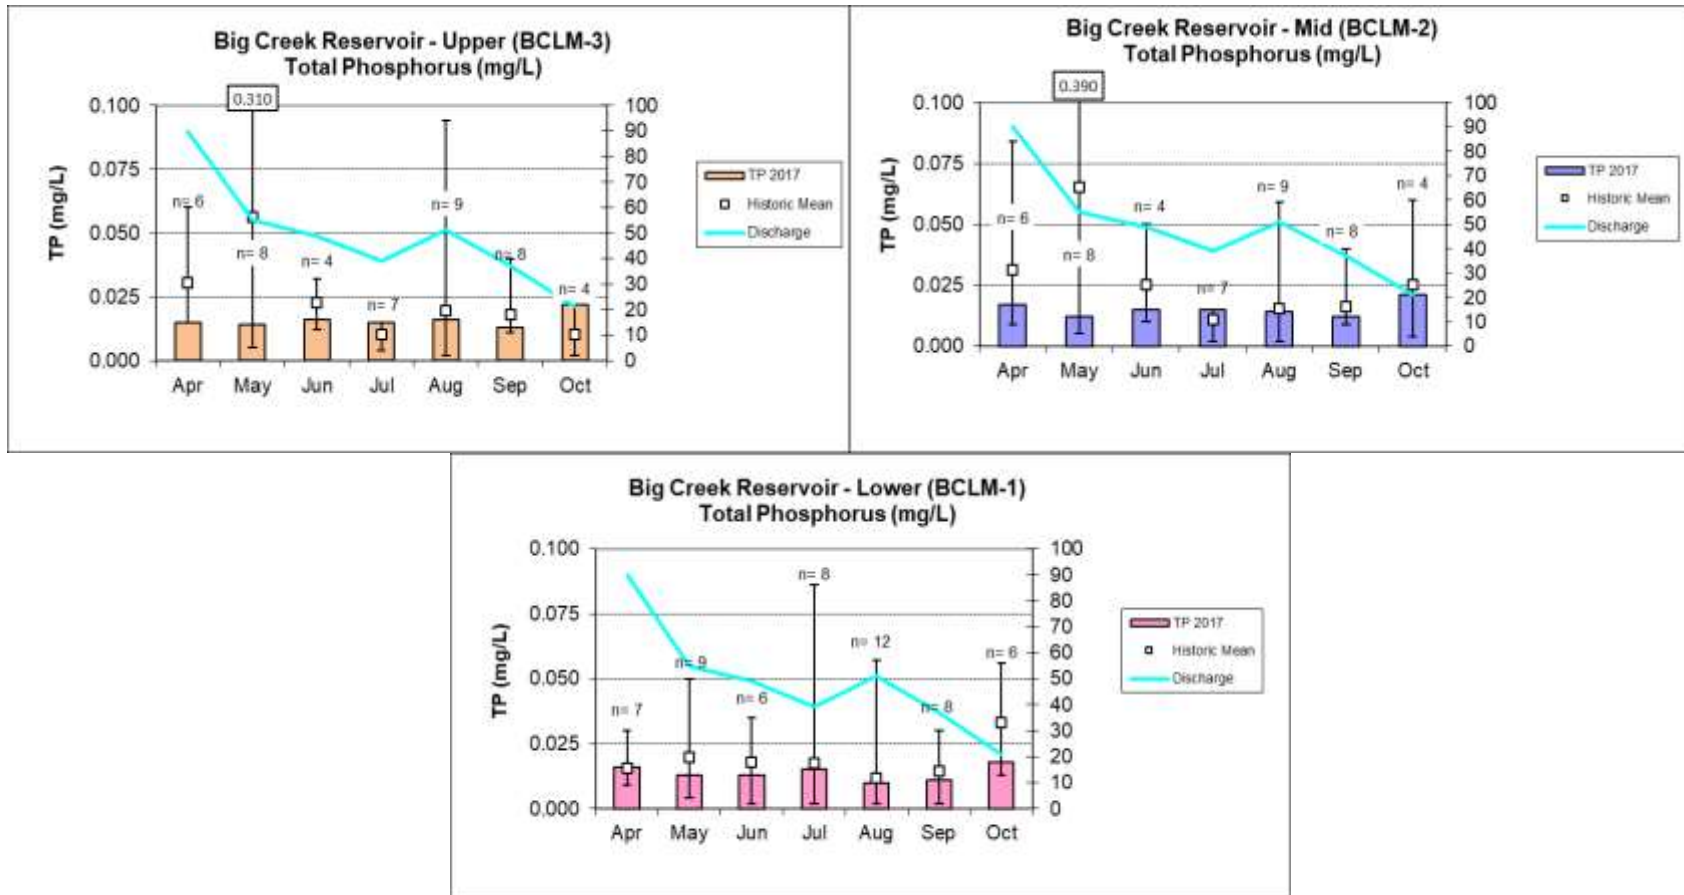 Big Creek Reservoir - Upper (BCLM-3)
Total Phosphorus (mg/L)
0.310
0.100
0.075
0.050
0.025
0.000
TP (mg/L)
n= 6
n= 8
n= 4
n= 7
n= 9
n= 8
n= 4
100
90
80
70
60
50
40
30
20
10
0
Apr May Jun Jul Aug Sep Oct
TP 2017
Historic Mean
Discharge
Big Creek Reservoir - Mid (BCLM-2)
Total Phosphorus (mg/L)
0.390
0.100
0.075
0.050
0.025
0.000
TP (mg/L)
n= 6
n= 8
n= 4
n= 7
n= 9
n= 8
n= 4
100
90
80
70
60
50
40
30
20
10
0
Apr May Jun Jul Aug Sep Oct
TP 2017
Historic Mean
Discharge
Big Creek Reservoir - Lower (BCLM-1)
Total Phosphorus (mg/L)
0.100
0.075
0.050
0.025
0.000
TP (mg/L)
n= 7
n= 9
n= 6
n= 8
n= 12
n= 8
n= 6
100
90
80
70
60
50
40
30
20
10
0
Apr May Jun Jul Aug Sep Oct
TP 2017
Historic Mean
Discharge